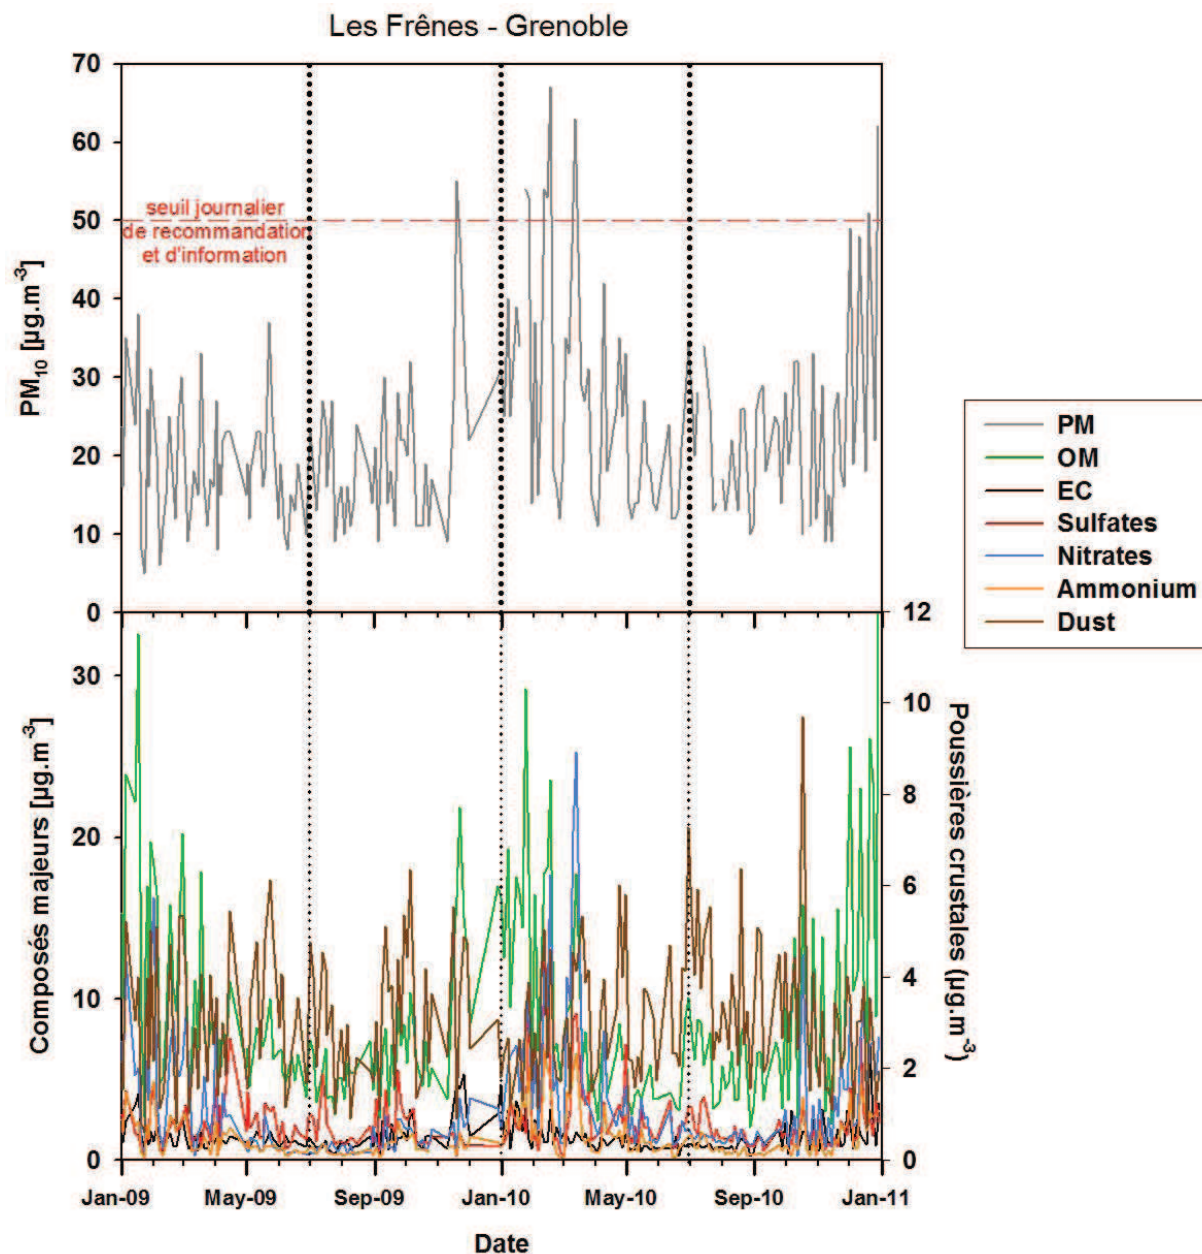 Les Frênes - Grenoble
70
60
50
40
30
20
10
0
PM10 [µg.m-3]
seuil journalier
de recommandation
et d'information
PM
OM
EC
Sulfates
Nitrates
Ammonium
Dust
30
20
10
0
Composés majeurs [µg.m-3]
12
10
8
6
4
2
0
Poussières crustales (µg.m-3)
Jan-09
May-09
Sep-09
Jan-10
May-10
Sep-10
Jan-11
Date